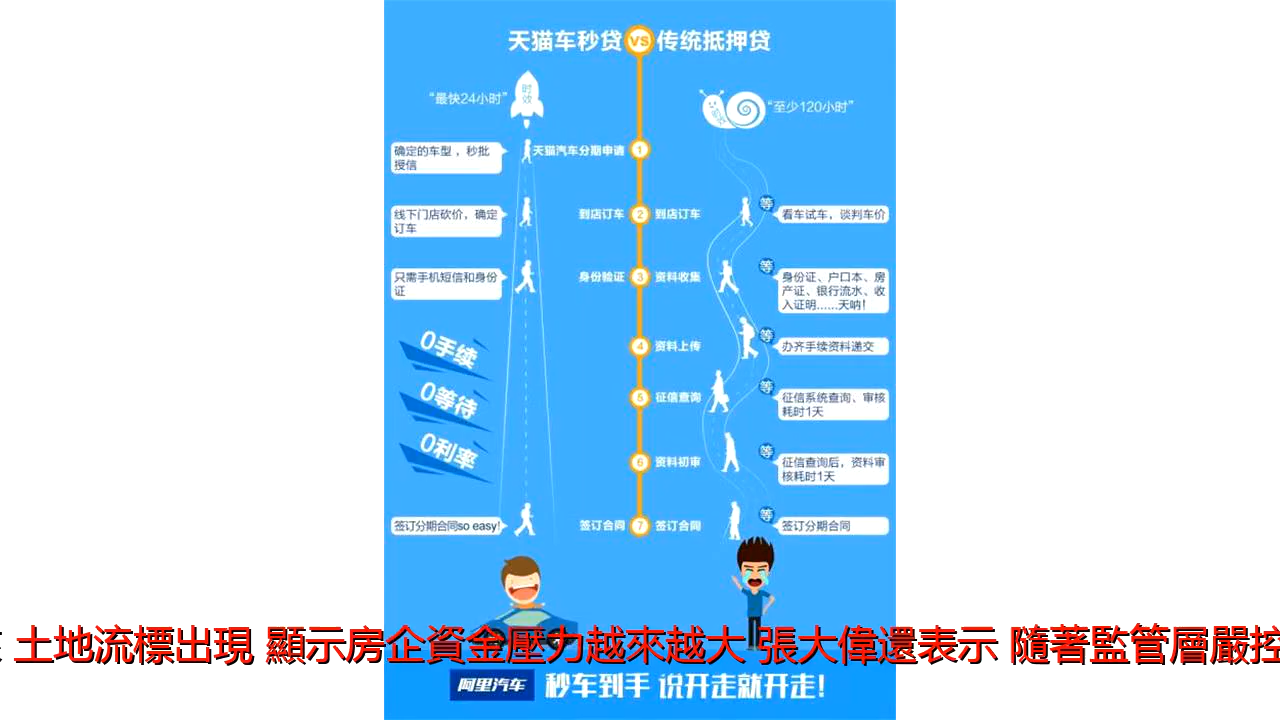 天猫车秒贷 VS 传统抵押贷
“最快24小时”
时效
“至少120小时”
确定的车型，秒批
授信
天猫汽车分期申请 1
线下门店砍价，确定
订车
到店订车 2 到店订车
等
看车试车，谈判车价
只需手机短信和身份
证
身份验证 3 资料收集
等
身份证、户口本、房
产证、银行流水、收
入证明......天呐！
0手续
4 资料上传
等
办齐手续资料递交
0等待
5 征信查询
等
征信系统查询、审核
耗时1天
0利率
6 资料初审
等
征信查询后，资料审
核耗时1天
签订分期合同so easy!
签订合同 7 签订合同
等
签订分期合同
土地流標出現 顯示房企資金壓力越來越大 張大偉還表示 隨著監管層嚴控
阿里汽车 秒车到手 说开走就开走！